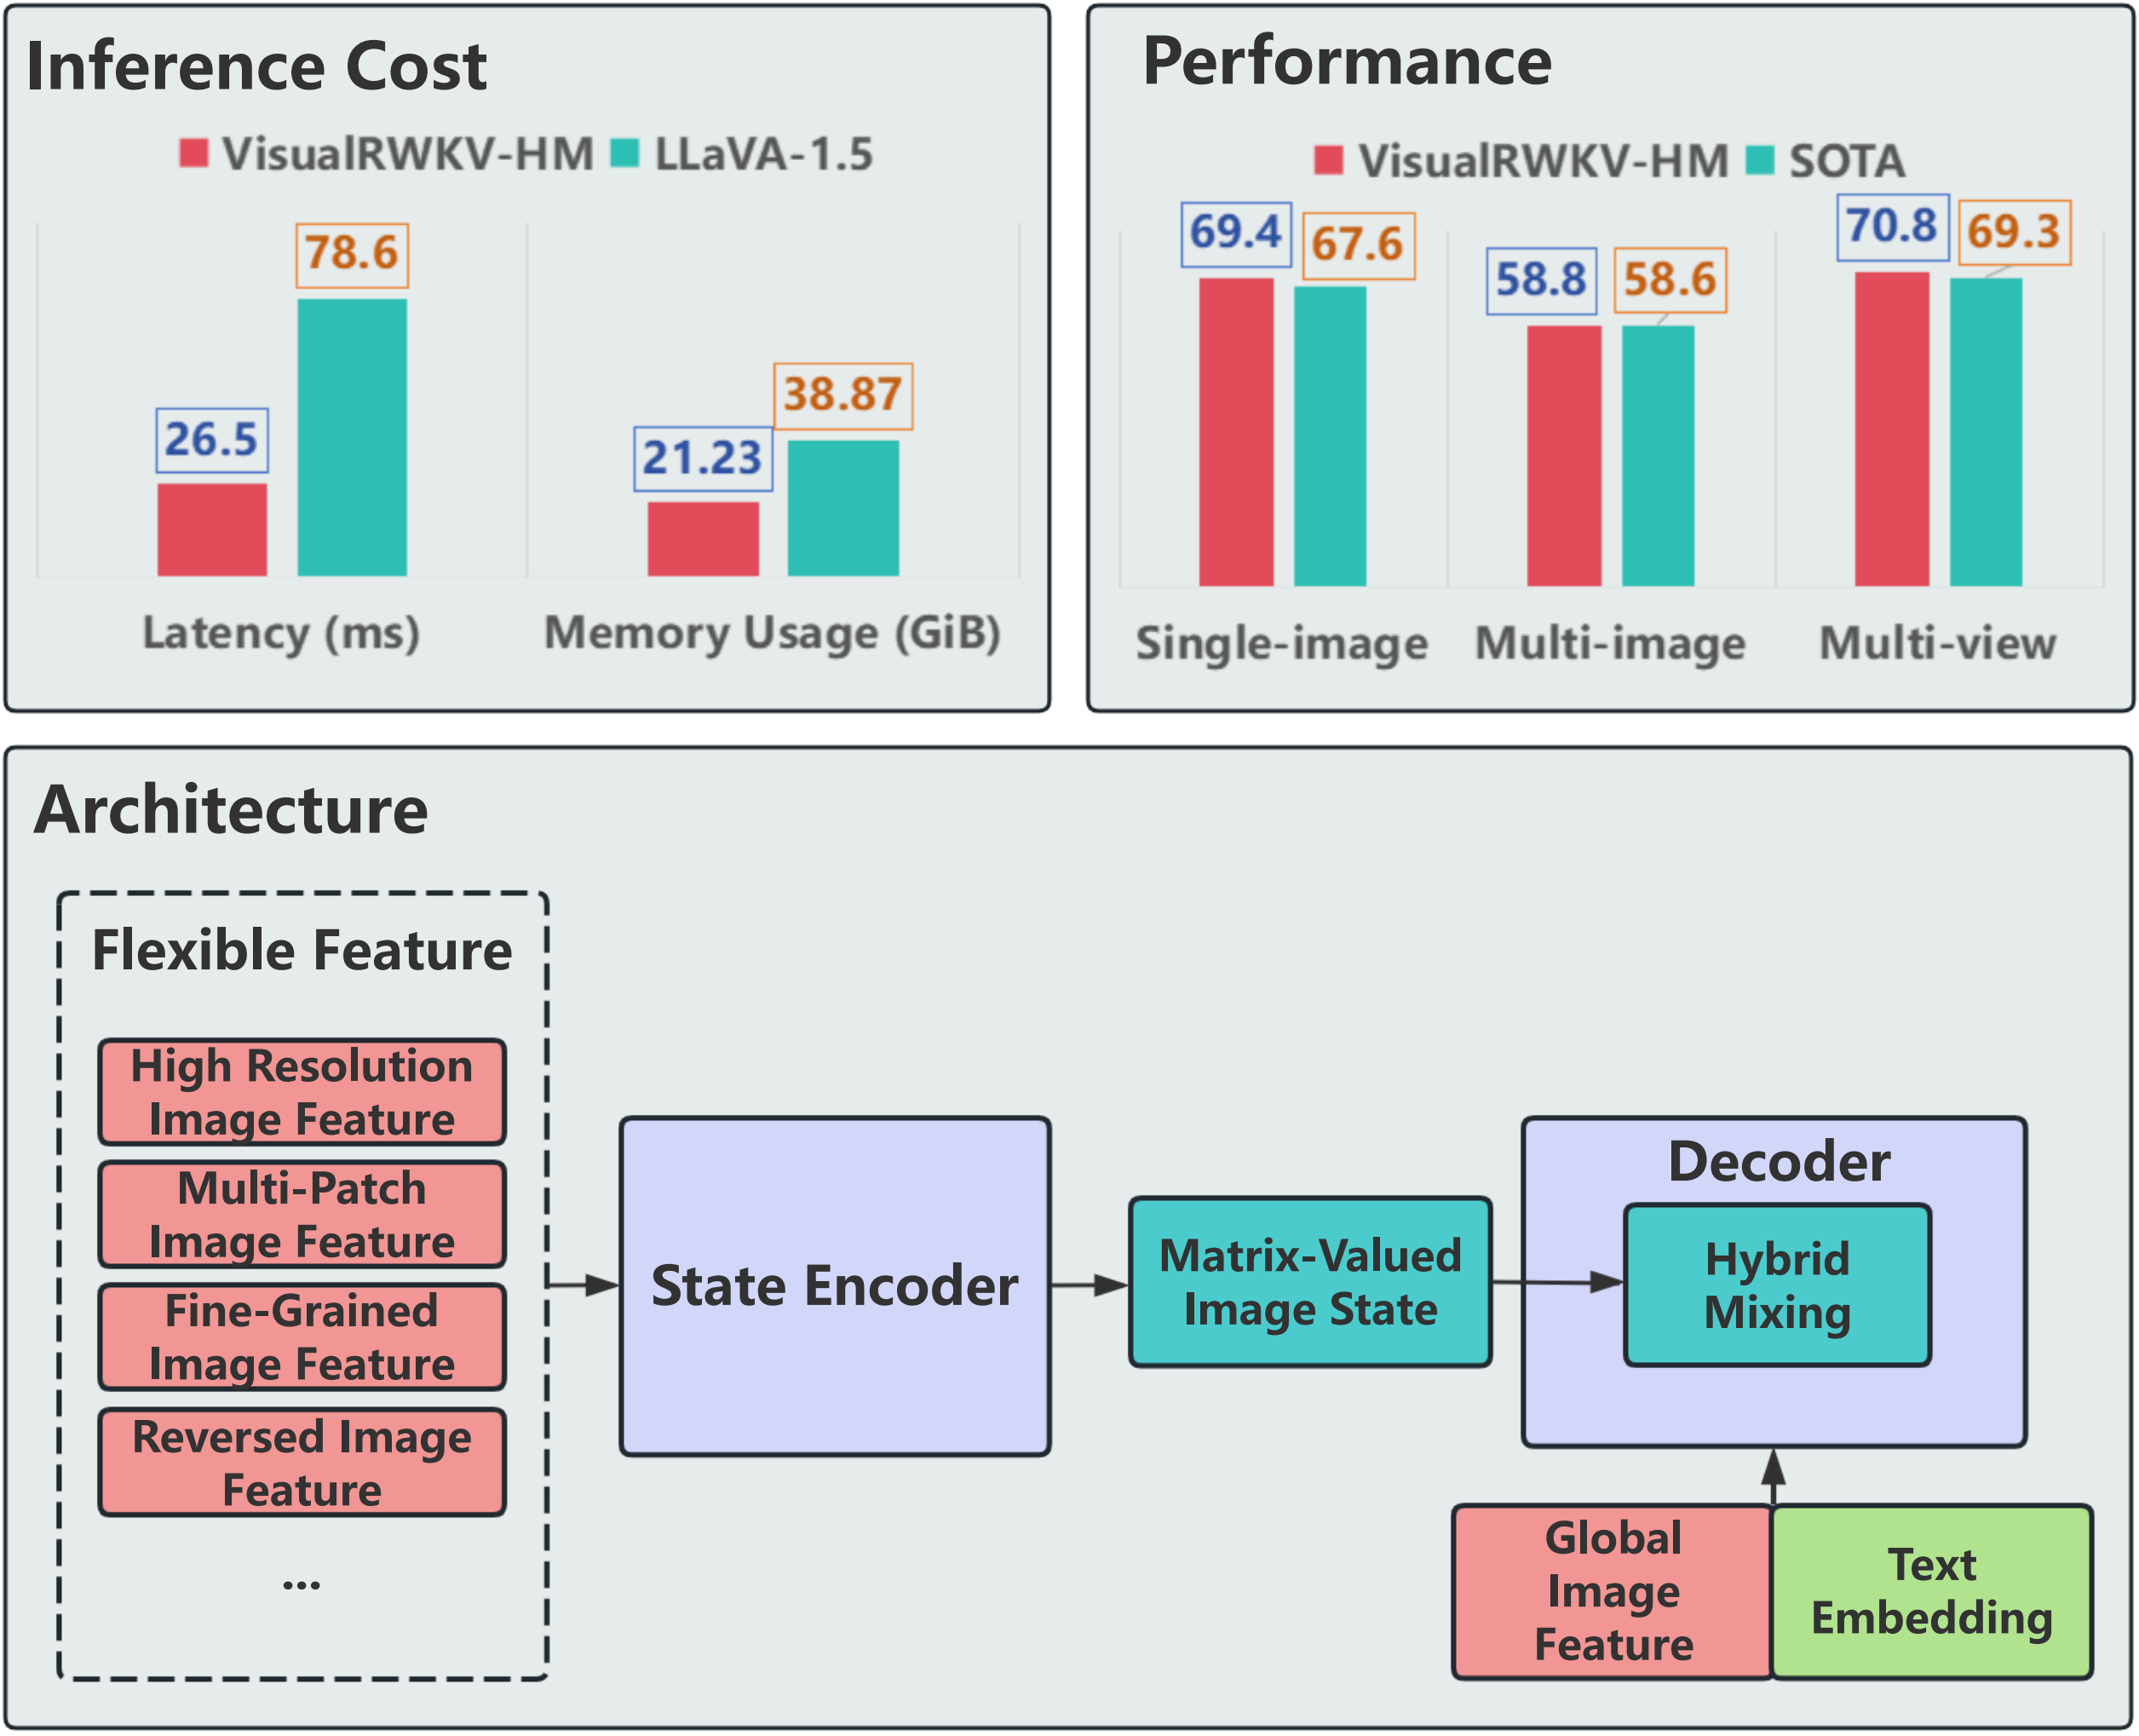 Inference Cost
VisualRWKV-HM LLaVA-1.5
78.6
26.5
38.87
21.23
Latency (ms)
Memory Usage (GiB)
Performance
VisualRWKV-HM SOTA
69.4
67.6
58.8
58.6
70.8
69.3
Single-image
Multi-image
Multi-view
Architecture
Flexible Feature
High Resolution
Image Feature
Multi-Patch
Image Feature
Fine-Grained
Image Feature
Reversed Image
Feature
...
State Encoder
Matrix-Valued
Image State
Decoder
Hybrid
Mixing
Global
Image
Feature
Text
Embedding